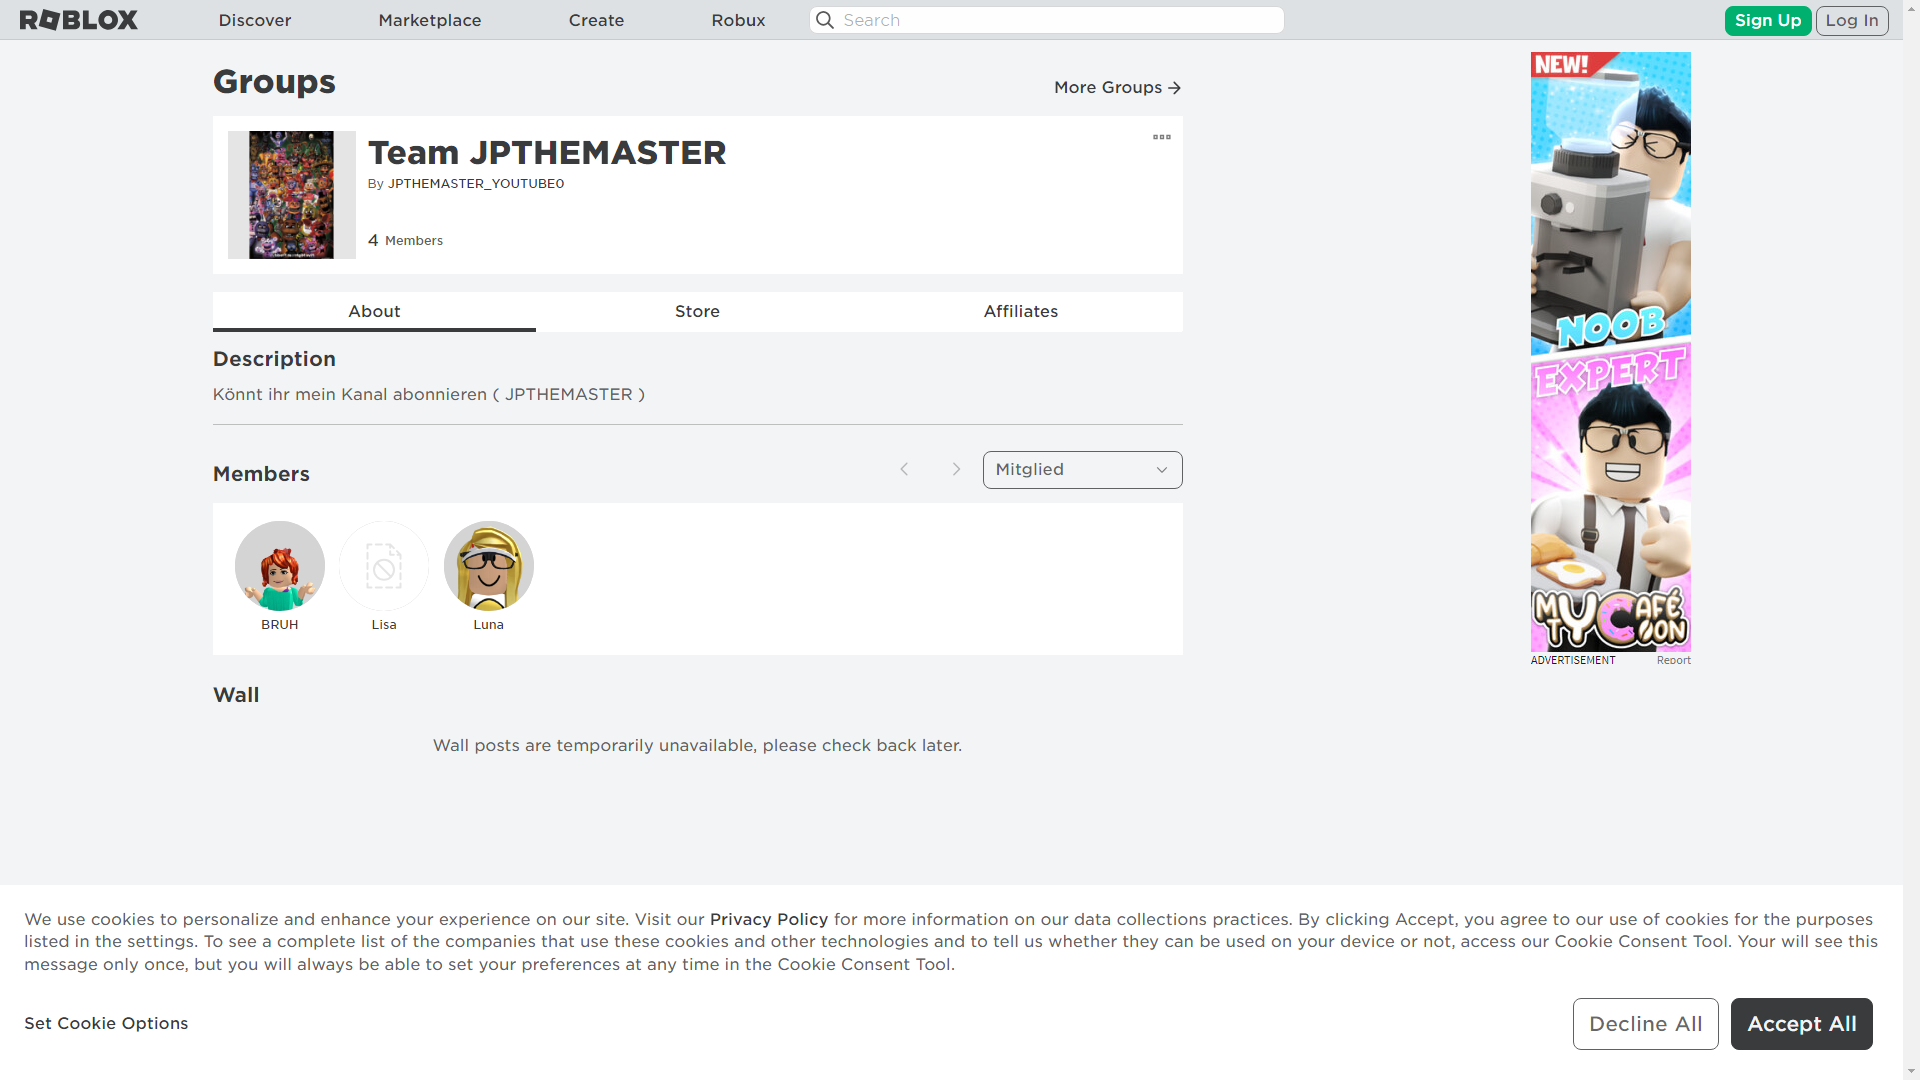 ROBLOX
Discover
Marketplace
Create
Robux
Search
Sign Up
Log In
Groups
More Groups
Team JPTHEMASTER
By JPTHEMASTER_YOUTUBE0
4 Members
About
Store
Affiliates
Description
Könnt ihr mein Kanal abonnieren ( JPTHEMASTER )
Members
Mitglied
BRUH
Lisa
Luna
Wall
Wall posts are temporarily unavailable, please check back later.
NEW!
NOOB
EXPERT
MY CAFÉ
TYCOON
ADVERTISEMENT
Report
We use cookies to personalize and enhance your experience on our site. Visit our Privacy Policy for more information on our data collections practices. By clicking Accept, you agree to our use of cookies for the purposes
listed in the settings. To see a complete list of the companies that use these cookies and other technologies and to tell us whether they can be used on your device or not, access our Cookie Consent Tool. Your will see this
message only once, but you will always be able to set your preferences at any time in the Cookie Consent Tool.
Set Cookie Options
Decline All
Accept All